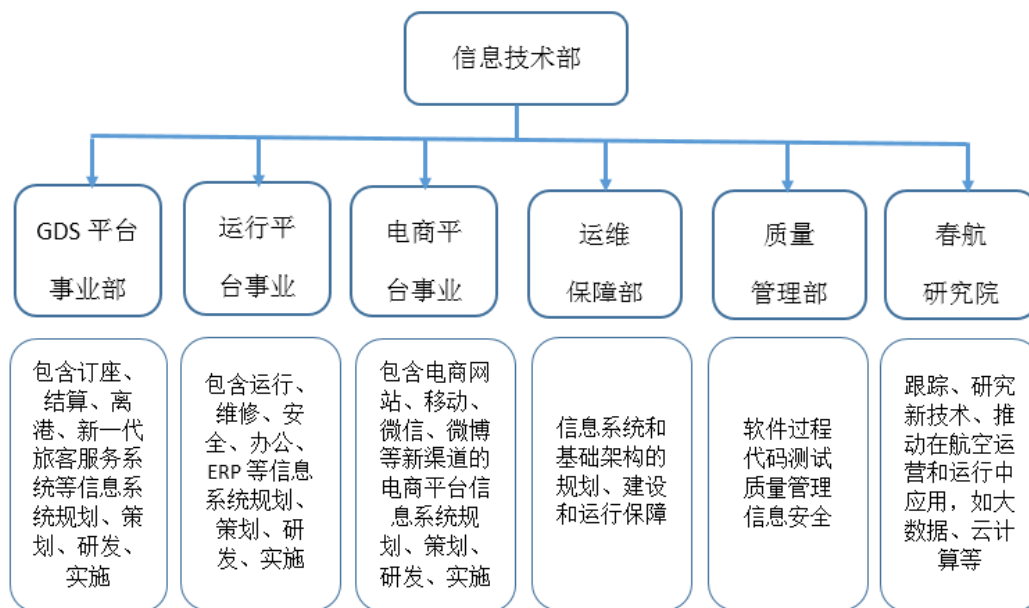 信息技术部
GDS 平台
事业部
运行平
台事业
电商平
台事业
运维
保障部
质量
管理部
春航
研究院
包含订座、
结算、离
港、新一代
旅客服务系
统等信息系
统规划、策
划、研发、
实施
包含运行、
维修、安
全、办公、
ERP 等信息
系统规划、
策划、研
发、实施
包含电商网
站、移动、
微信、微博
等新渠道的
电商平台信
息系统规
划、策划、
研发、实施
信息系统和
基础架构的
规划、建设
和运行保障
软件过程
代码测试
质量管理
信息安全
跟踪、研究
新技术、推
动在航空运
营和运行中
应用，如大
数据、云计
算等